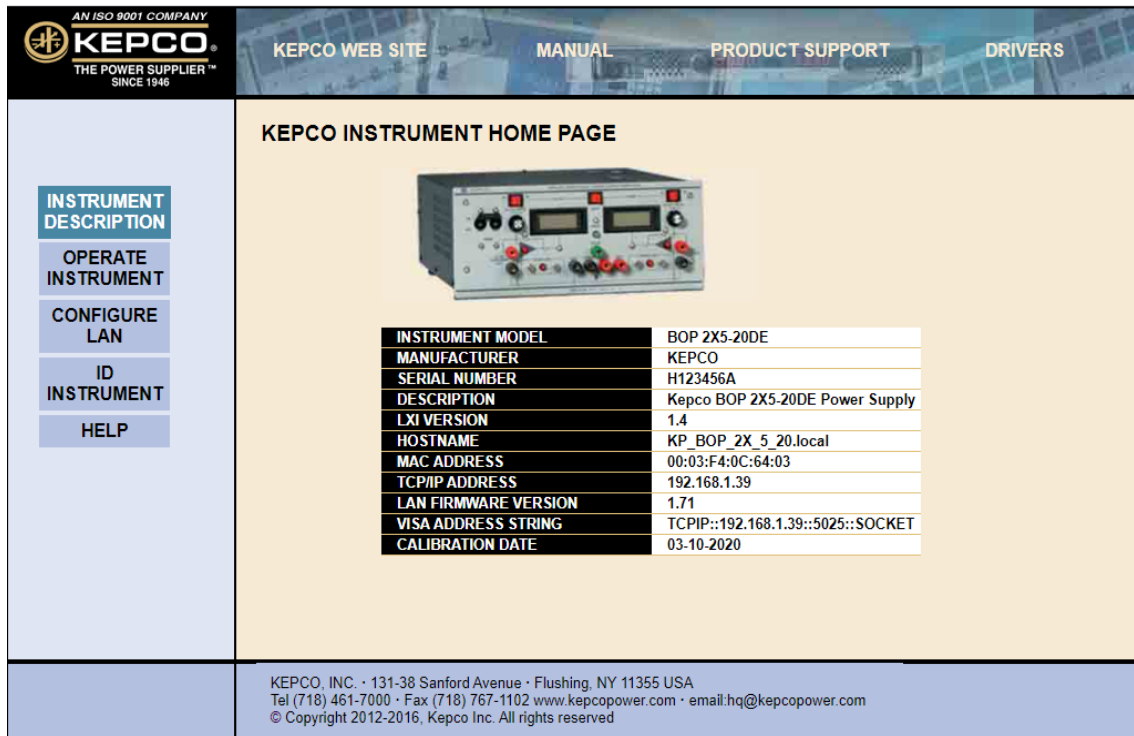 AN ISO 9001 COMPANY
KEPCO®
THE POWER SUPPLIER™
SINCE 1946
KEPCO WEB SITE MANUAL PRODUCT SUPPORT DRIVERS
KEPCO INSTRUMENT HOME PAGE
INSTRUMENT
DESCRIPTION
OPERATE
INSTRUMENT
CONFIGURE
LAN
ID
INSTRUMENT
HELP
INSTRUMENT MODEL BOP 2X5-20DE
MANUFACTURER KEPCO
SERIAL NUMBER H123456A
DESCRIPTION Kepco BOP 2X5-20DE Power Supply
LXI VERSION 1.4
HOSTNAME KP_BOP_2X_5_20.local
MAC ADDRESS 00:03:F4:0C:64:03
TCP/IP ADDRESS 192.168.1.39
LAN FIRMWARE VERSION 1.71
VISA ADDRESS STRING TCPIP::192.168.1.39::5025::SOCKET
CALIBRATION DATE 03-10-2020
KEPCO, INC. · 131-38 Sanford Avenue · Flushing, NY 11355 USA
Tel (718) 461-7000 · Fax (718) 767-1102 www.kepcopower.com · email:hq@kepcopower.com
© Copyright 2012-2016, Kepco Inc. All rights reserved